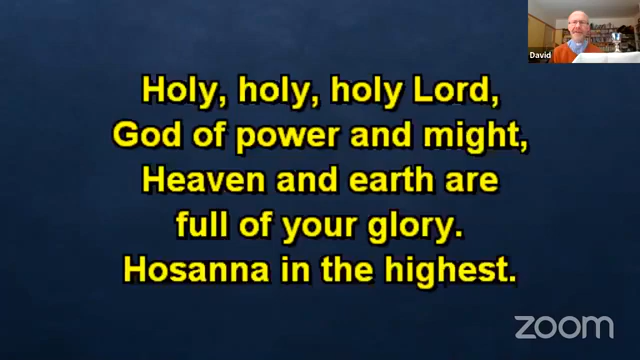 David
Holy, holy, holy Lord,
God of power and might,
Heaven and earth are
full of your glory.
Hosanna in the highest.
zoom